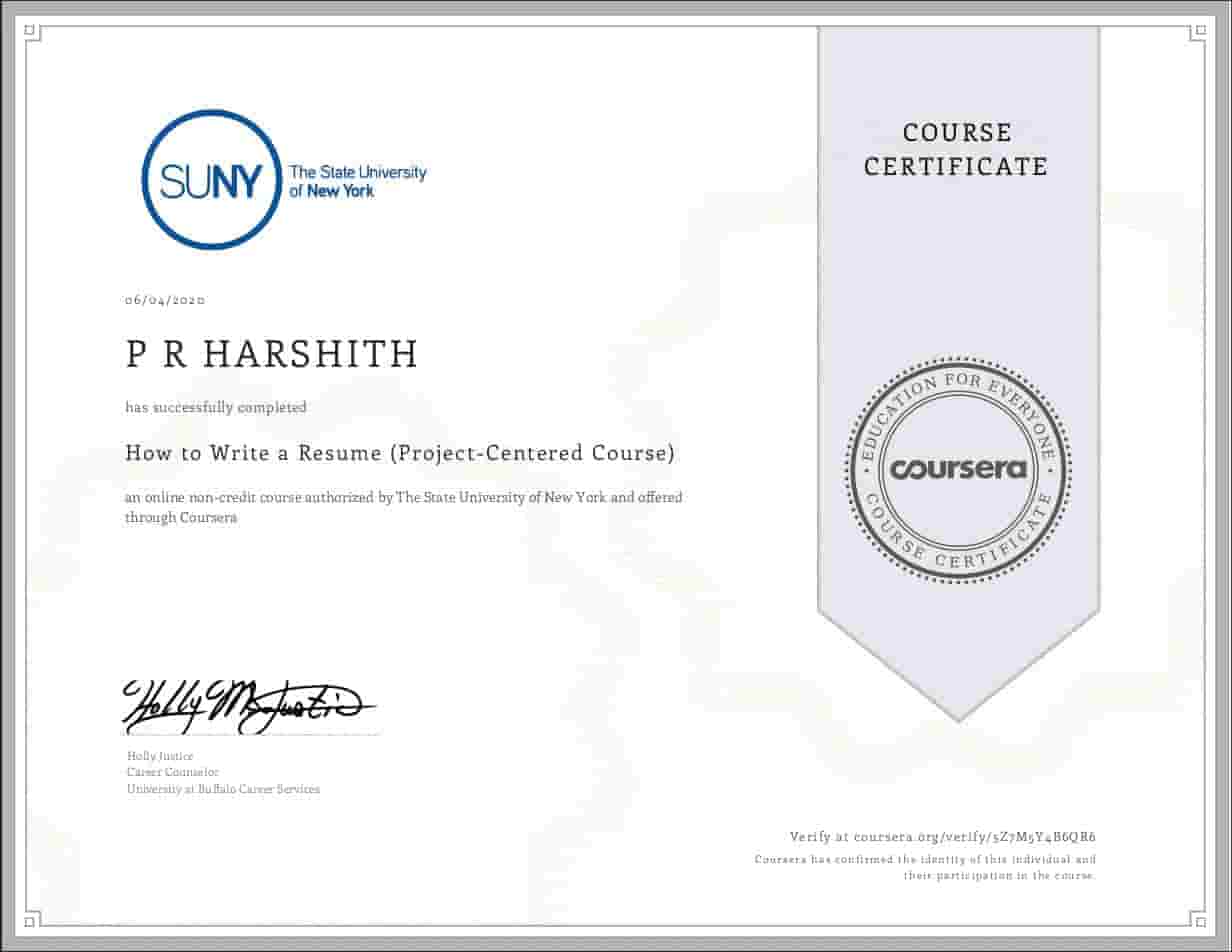 SUNY
The State University
of New York
COURSE
CERTIFICATE
06/04/2020
P R HARSHITH
has successfully completed
How to Write a Resume (Project-Centered Course)
an online non-credit course authorized by The State University of New York and offered
through Coursera
EDUCATION FOR EVERYONE
coursera
COURSE CERTIFICATE
Holly M. Justice
Holly Justice
Career Counselor
University at Buffalo Career Services
Verify at coursera.org/verify/5Z7M5Y4B6QR6
Coursera has confirmed the identity of this individual and
their participation in the course.